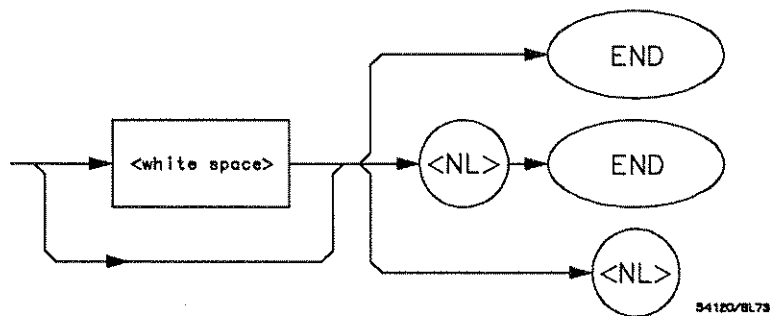 END
<white space>
<NL>
END
<NL>
54120/BL73